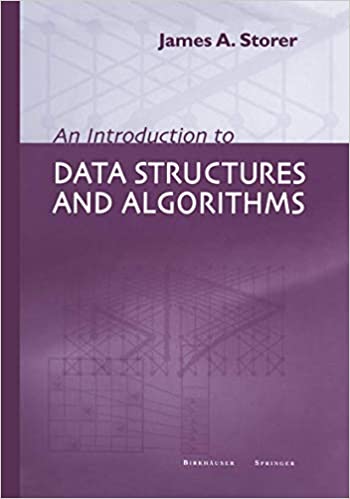 James A. Storer
An Introduction to
DATA STRUCTURES
AND ALGORITHMS
BIRKHÄUSER SPRINGER